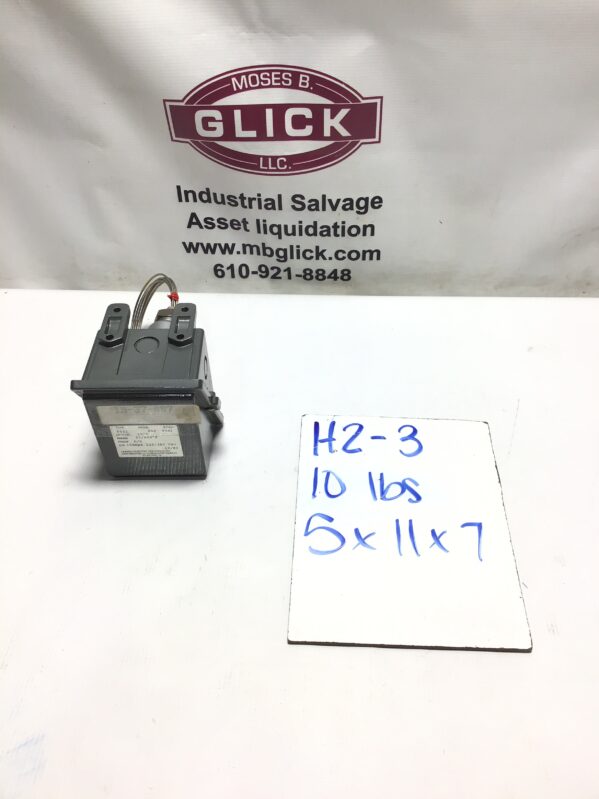 MOSES B.
GLICK
LLC.
Industrial Salvage
Asset liquidation
www.mbglick.com
610-921-8848
H2-3
10 lbs
5x11x7